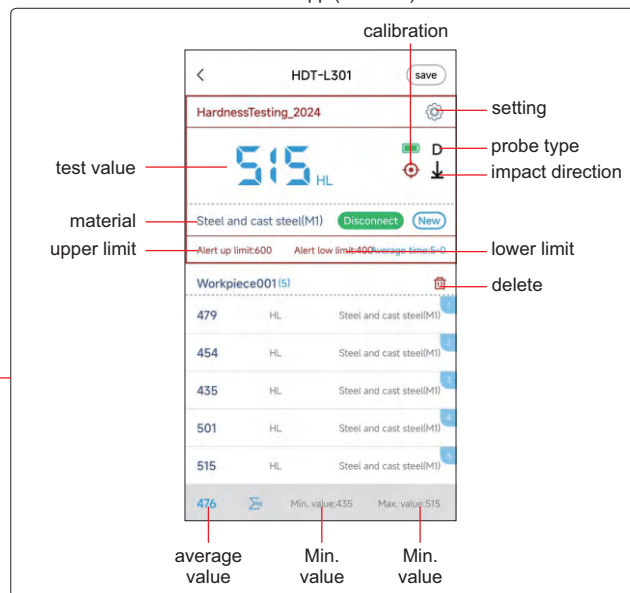 calibration
HDT-L301 save
HardnessTesting_2024 setting
D probe type
test value 515 HL impact direction
material Steel and cast steel(M1) Disconnect New
upper limit Alert up limit:600 Alert low limit:400 Average time:5-0 lower limit
Workpiece001(5) delete
479 HL Steel and cast steel(M1) 1
454 HL Steel and cast steel(M1) 2
435 HL Steel and cast steel(M1) 3
501 HL Steel and cast steel(M1) 4
515 HL Steel and cast steel(M1) 5
476 Min. value:435 Max. value:515
average Min. Min.
value value value